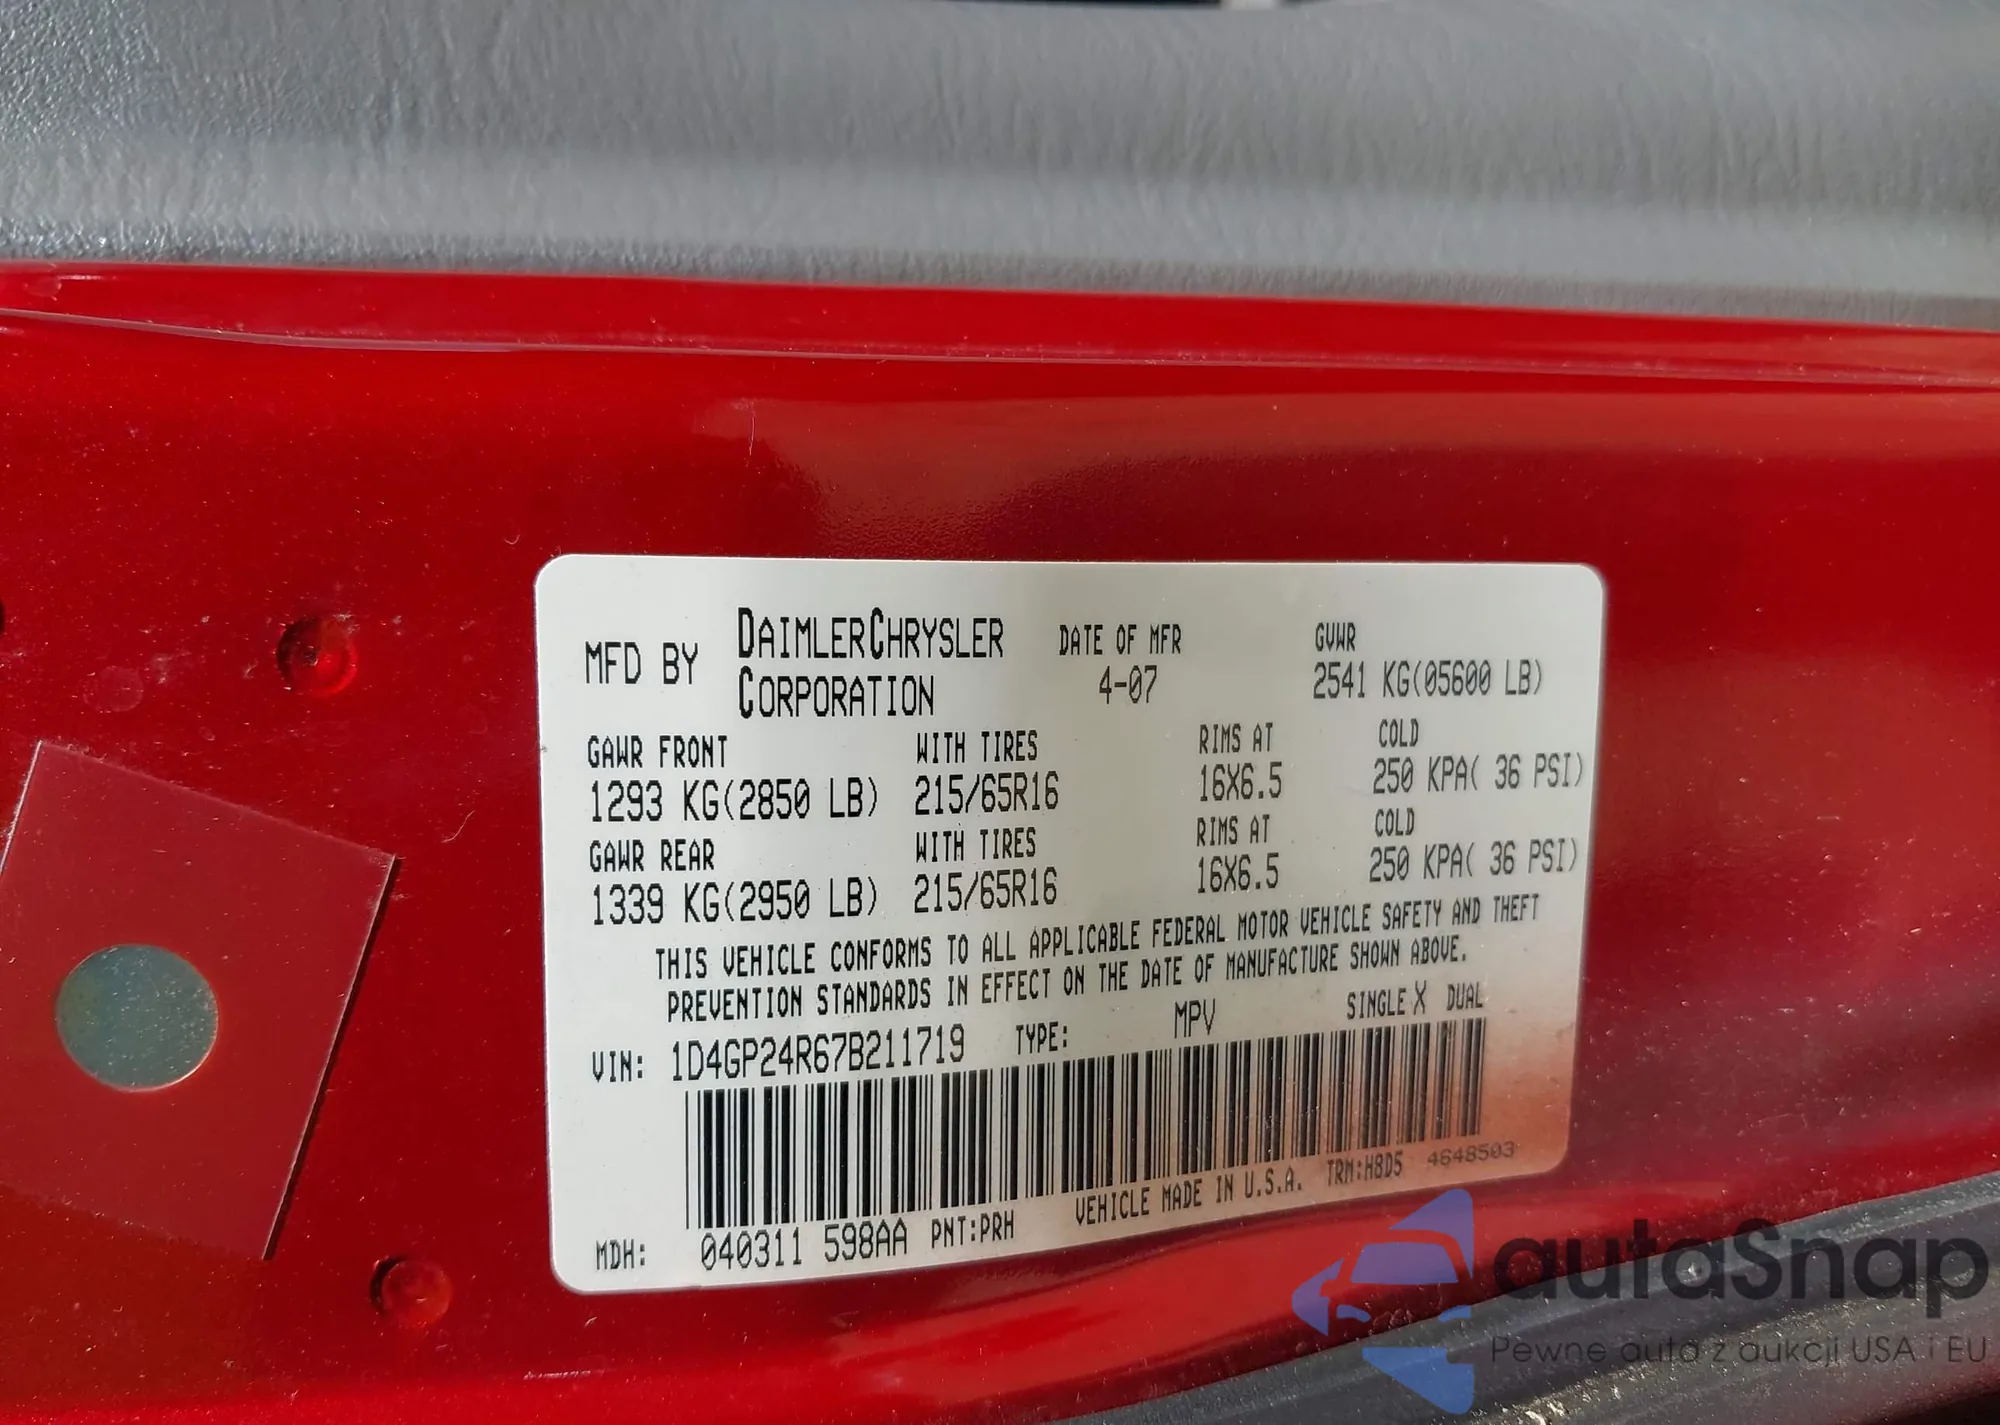 MFD BY DAIMLERCHRYSLER CORPORATION
DATE OF MFR
4-07
GVWR
2541 KG(05600 LB)
GAWR FRONT WITH TIRES RIMS AT COLD
1293 KG(2850 LB) 215/65R16 16X6.5 250 KPA( 36 PSI)
GAWR REAR WITH TIRES RIMS AT COLD
1339 KG(2950 LB) 215/65R16 16X6.5 250 KPA( 36 PSI)
THIS VEHICLE CONFORMS TO ALL APPLICABLE FEDERAL MOTOR VEHICLE SAFETY AND THEFT
PREVENTION STANDARDS IN EFFECT ON THE DATE OF MANUFACTURE SHOWN ABOVE.
VIN: 1D4GP24R67B211719 TYPE: MPV SINGLE X DUAL
MDH: 040311 598AA PNT:PRH VEHICLE MADE IN U.S.A. TRM:H8D5 4648503
autaSnap
Pewne auta z aukcji USA i EU